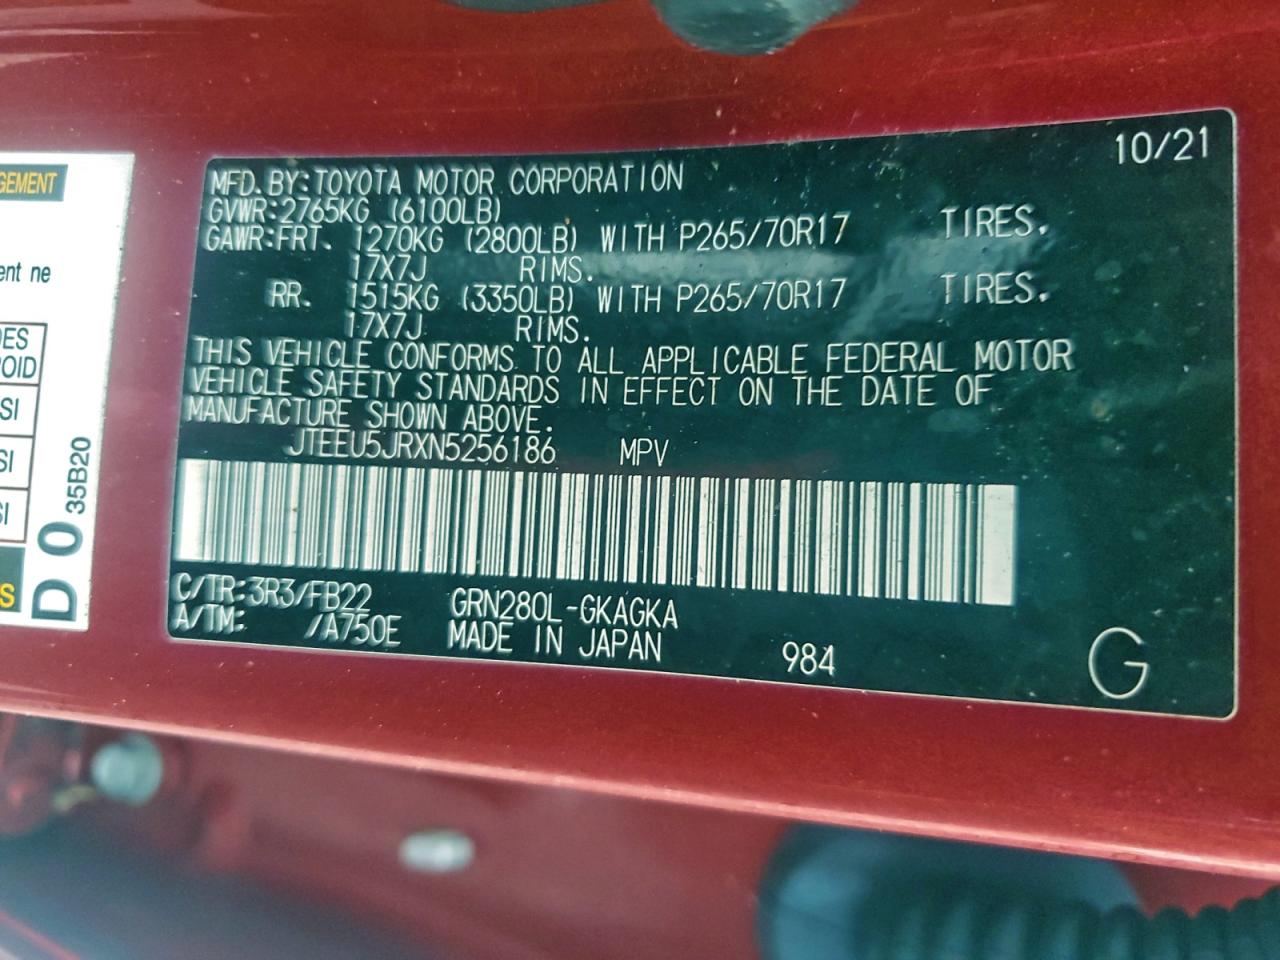 10/21
MFD. BY:TOYOTA MOTOR CORPORATION
GVWR:2765KG (6100LB)
GAWR:FRT. 1270KG (2800LB) WITH P265/70R17 TIRES.
17X7J RIMS.
RR. 1515KG (3350LB) WITH P265/70R17 TIRES.
17X7J RIMS.
THIS VEHICLE CONFORMS TO ALL APPLICABLE FEDERAL MOTOR
VEHICLE SAFETY STANDARDS IN EFFECT ON THE DATE OF
MANUFACTURE SHOWN ABOVE.
JTEEU5JRXN5256186 MPV
C/TR:3R3/FB22 GRN280L-GKAGKA
A/TM: /A750E MADE IN JAPAN 984
G
GEMENT
ent ne
DES
ROID
SI
SI
SI
S
D 0 35B20